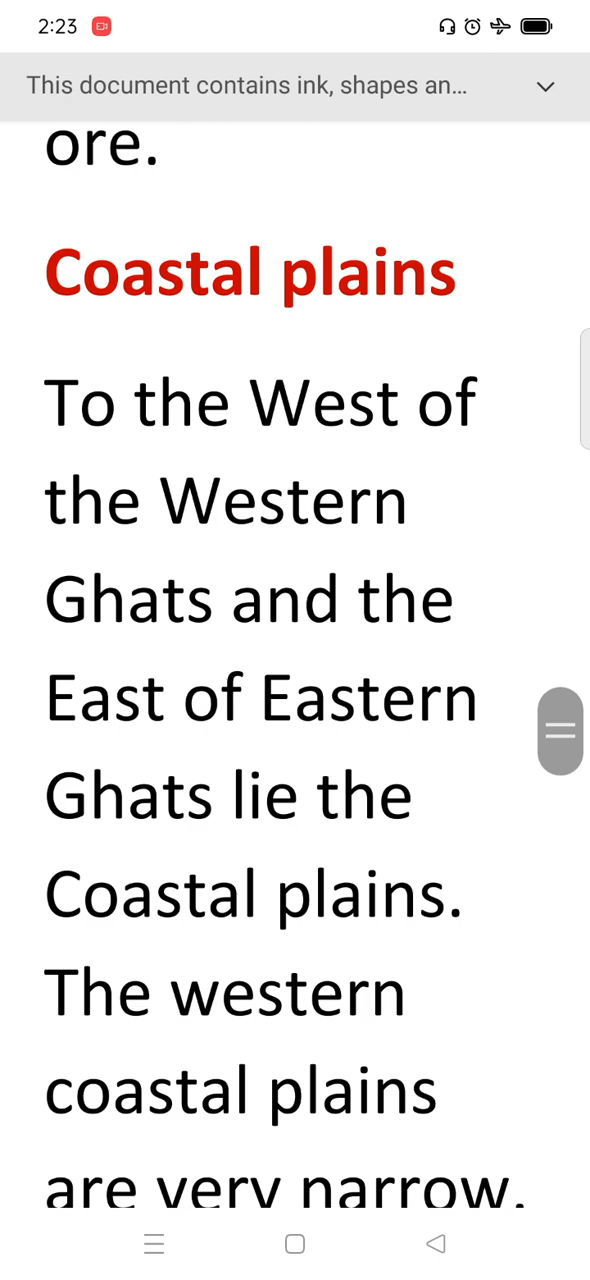 2:23
This document contains ink, shapes an...
ore.
Coastal plains
To the West of
the Western
Ghats and the
East of Eastern
Ghats lie the
Coastal plains.
The western
coastal plains
are very narrow.